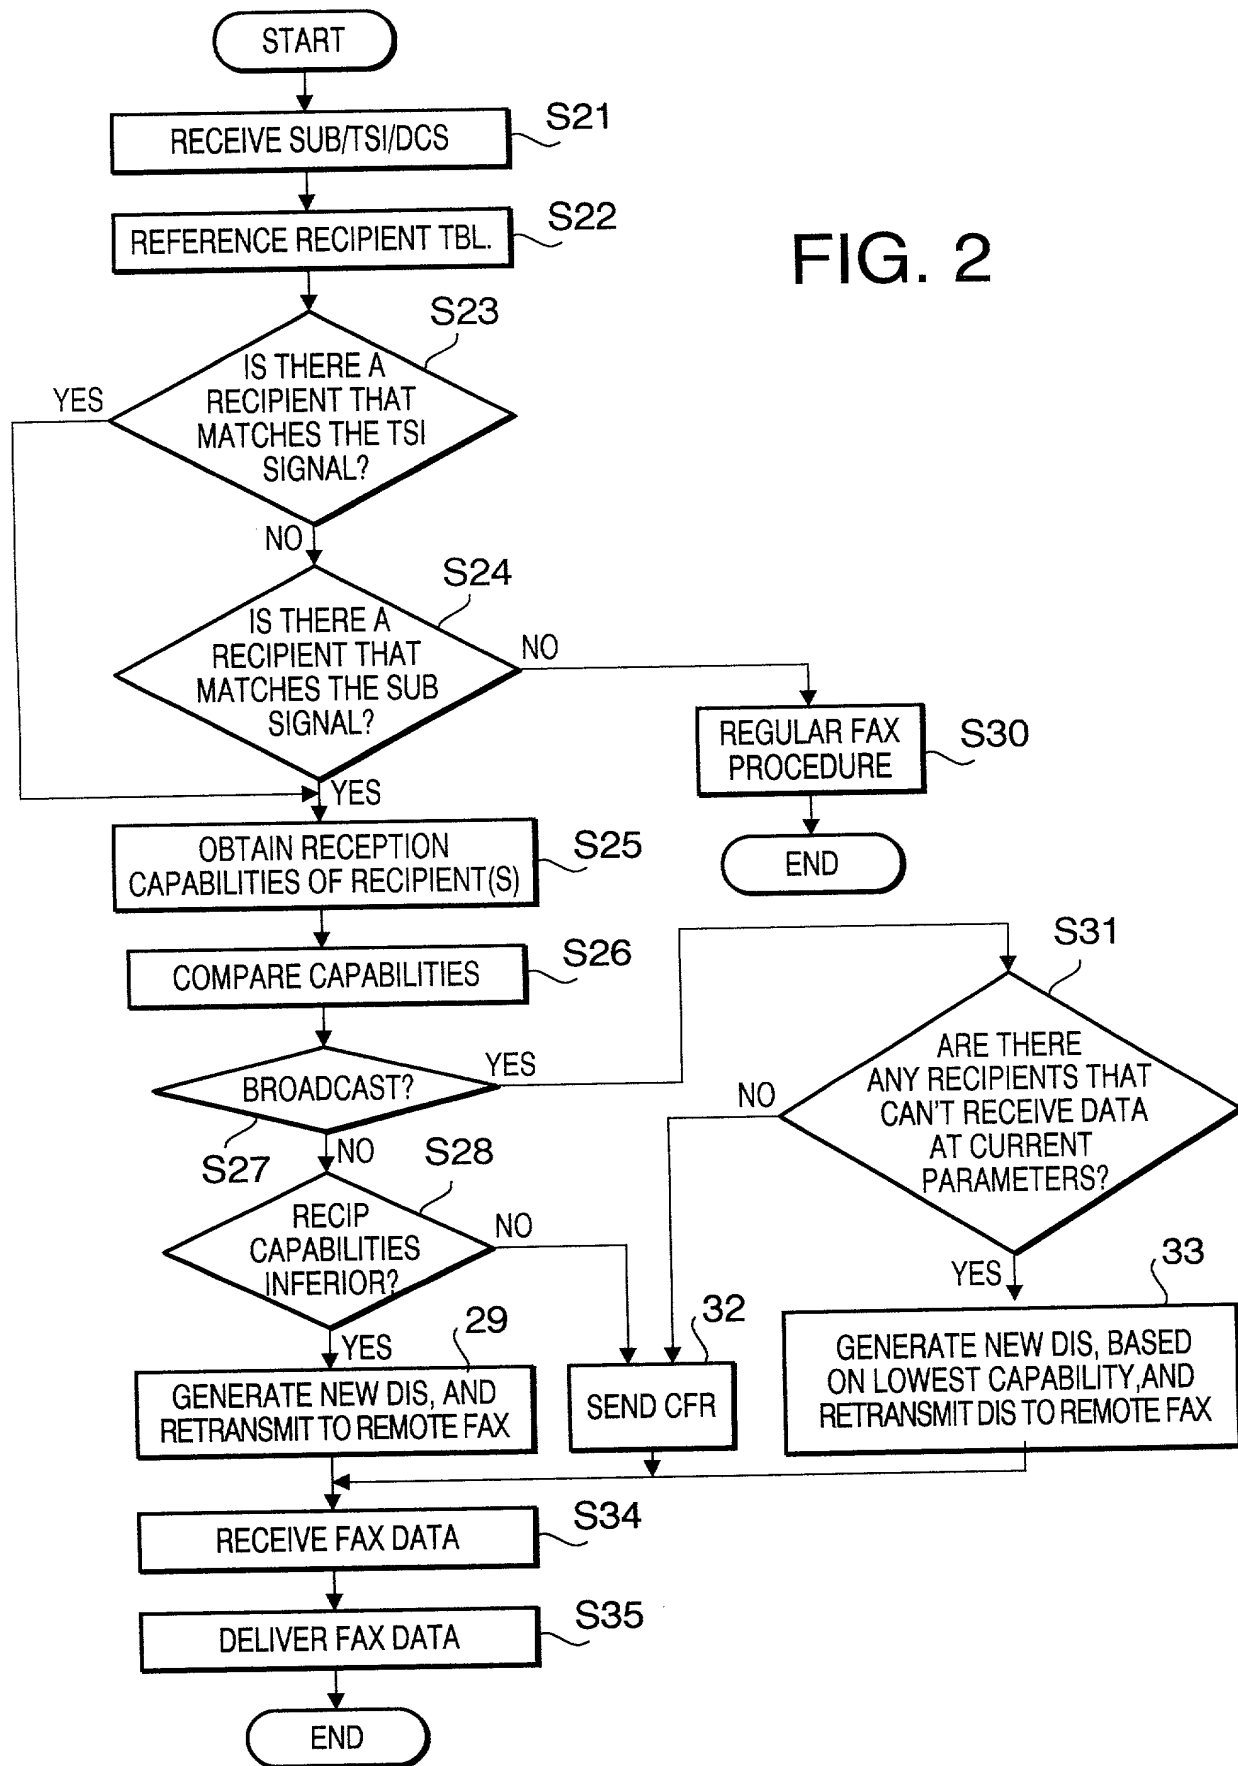 START
S21
RECEIVE SUB/TSI/DCS
S22
REFERENCE RECIPIENT TBL.
FIG. 2
S23
IS THERE A
RECIPIENT THAT
MATCHES THE TSI
SIGNAL?
YES
NO
S24
IS THERE A
RECIPIENT THAT
MATCHES THE SUB
SIGNAL?
NO
YES
REGULAR FAX
PROCEDURE
S30
END
OBTAIN RECEPTION
CAPABILITIES OF RECIPIENT(S)
S25
COMPARE CAPABILITIES
S26
BROADCAST?
YES
S27
NO
S31
ARE THERE
ANY RECIPIENTS THAT
CAN'T RECEIVE DATA
AT CURRENT
PARAMETERS?
NO
YES
S28
RECIP
CAPABILITIES
INFERIOR?
NO
YES
29
GENERATE NEW DIS, AND
RETRANSMIT TO REMOTE FAX
32
SEND CFR
33
GENERATE NEW DIS, BASED
ON LOWEST CAPABILITY,AND
RETRANSMIT DIS TO REMOTE FAX
RECEIVE FAX DATA
S34
DELIVER FAX DATA
S35
END